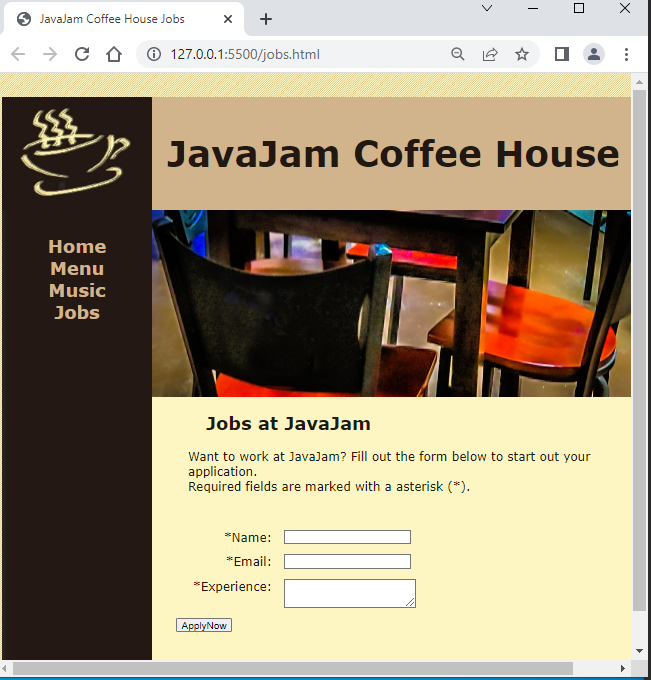 JavaJam Coffee House Jobs
127.0.0.1:5500/jobs.html
JavaJam Coffee House
Home
Menu
Music
Jobs
Jobs at JavaJam
Want to work at JavaJam? Fill out the form below to start out your
application.
Required fields are marked with a asterisk (*).
*Name:
*Email:
*Experience:
ApplyNow